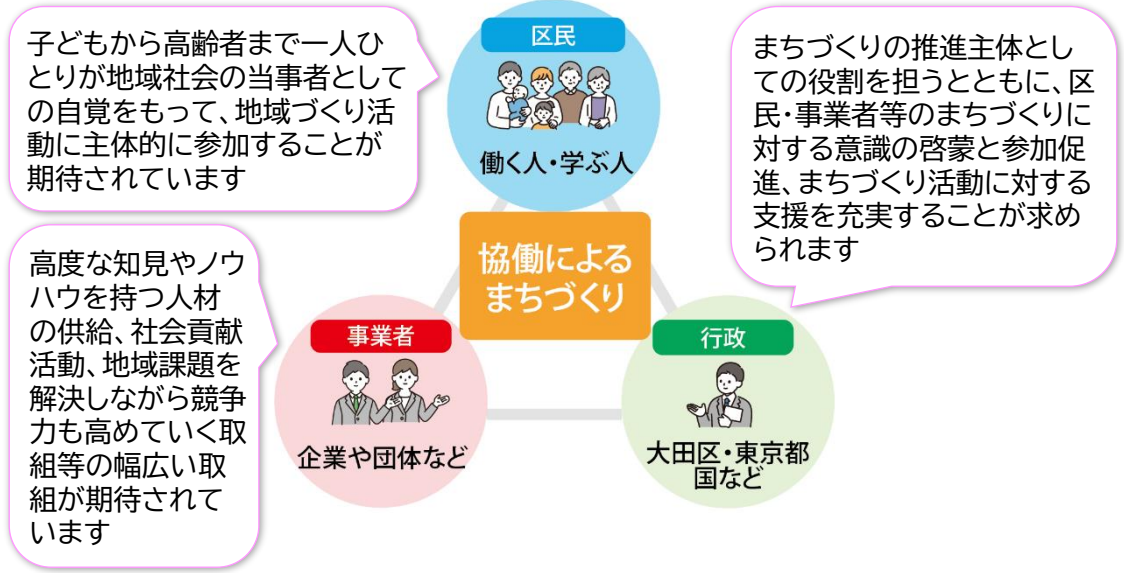 子どもから高齢者まで一人ひ
とりが地域社会の当事者として
の自覚をもって、地域づくり活
動に主体的に参加することが
期待されています
区民
働く人・学ぶ人
まちづくりの推進主体とし
ての役割を担うとともに、区
民・事業者等のまちづくりに
対する意識の啓蒙と参加促
進、まちづくり活動に対する
支援を充実することが求め
られます
協働による
まちづくり
高度な知見やノウ
ハウを持つ人材
の供給、社会貢献
活動、地域課題を
解決しながら競争
力も高めていく取
組等の幅広い取
組が期待されて
います
事業者
企業や団体など
行政
大田区・東京都
国など